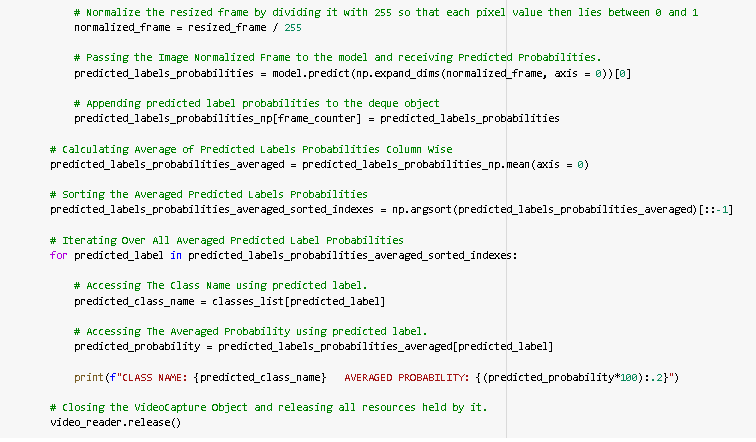 # Normalize the resized frame by dividing it with 255 so that each pixel value then lies between 0 and 1
normalized_frame = resized_frame / 255
# Passing the Image Normalized Frame to the model and receiving Predicted Probabilities.
predicted_labels_probabilities = model.predict(np.expand_dims(normalized_frame, axis = 0))[0]
# Appending predicted label probabilities to the deque object
predicted_labels_probabilities_np[frame_counter] = predicted_labels_probabilities
# Calculating Average of Predicted Labels Probabilities Column Wise
predicted_labels_probabilities_averaged = predicted_labels_probabilities_np.mean(axis = 0)
# Sorting the Averaged Predicted Labels Probabilities
predicted_labels_probabilities_averaged_sorted_indexes = np.argsort(predicted_labels_probabilities_averaged)[::-1]
# Iterating Over All Averaged Predicted Label Probabilities
for predicted_label in predicted_labels_probabilities_averaged_sorted_indexes:
# Accessing The Class Name using predicted label.
predicted_class_name = classes_list[predicted_label]
# Accessing The Averaged Probability using predicted label.
predicted_probability = predicted_labels_probabilities_averaged[predicted_label]
print(f"CLASS NAME: {predicted_class_name}   AVERAGED PROBABILITY: {(predicted_probability*100):.2}")
# Closing the VideoCapture Object and releasing all resources held by it.
video_reader.release()